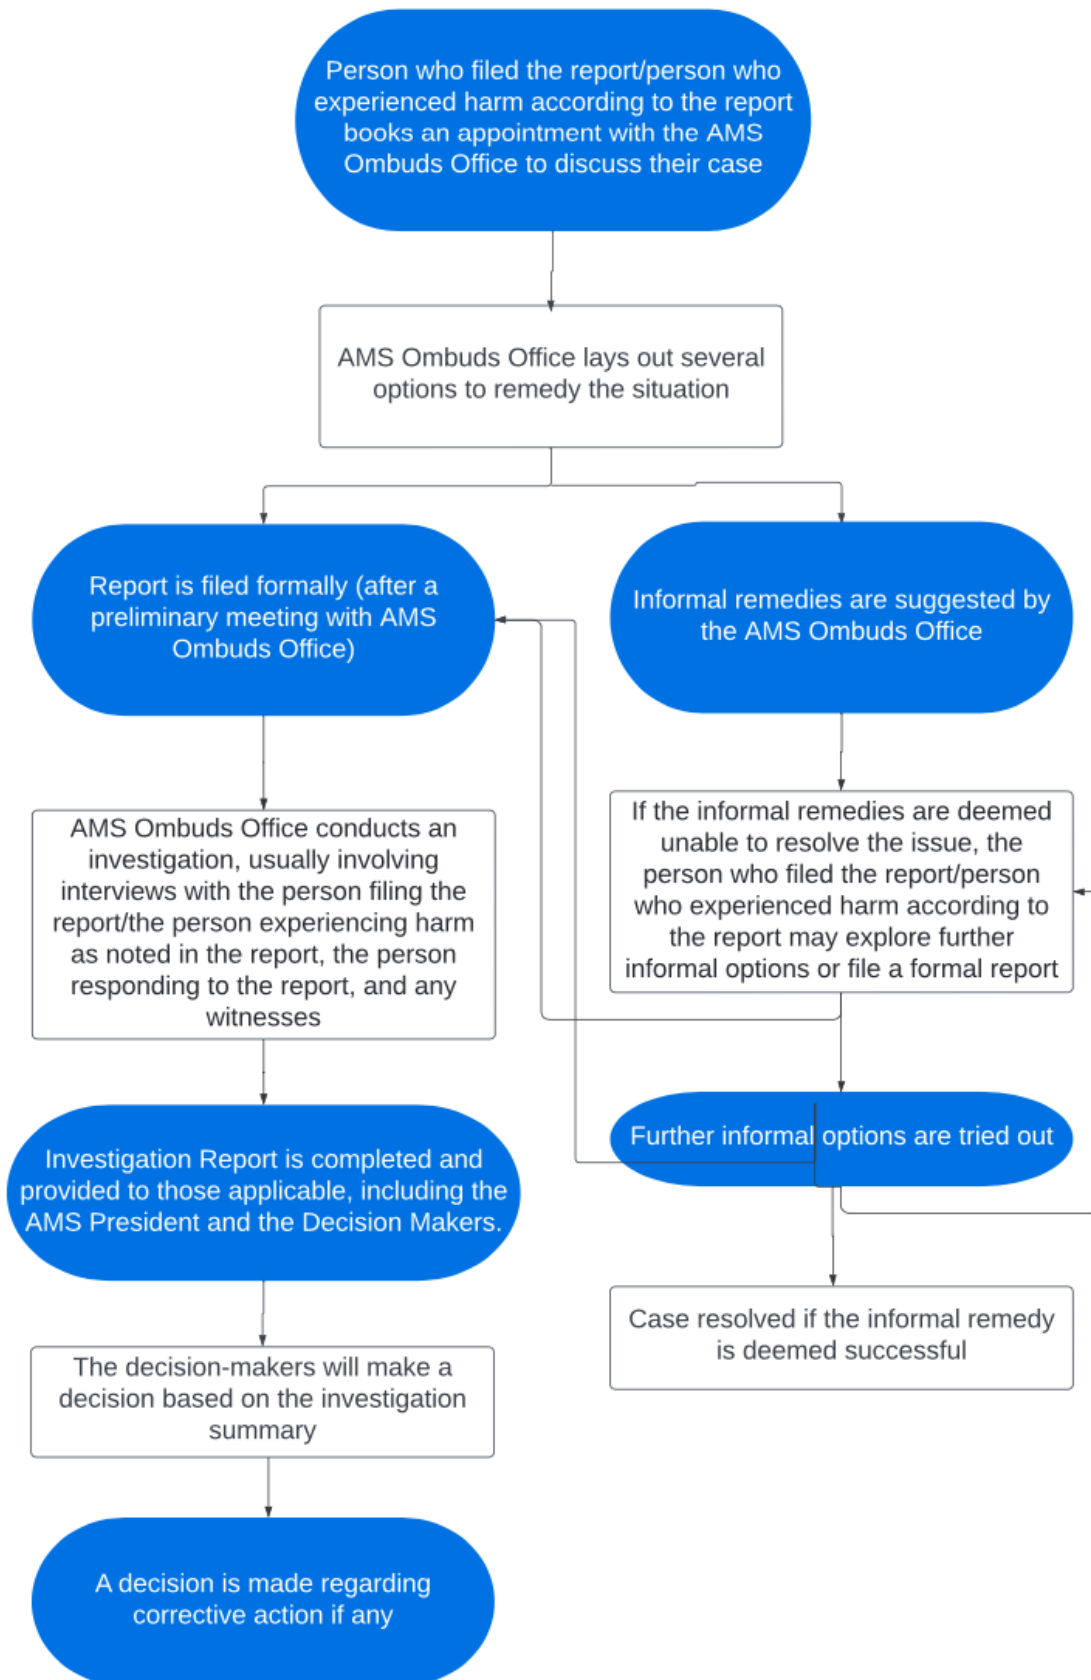 Person who filed the report/person who
experienced harm according to the report
books an appointment with the AMS
Ombuds Office to discuss their case
AMS Ombuds Office lays out several
options to remedy the situation
Report is filed formally (after a
preliminary meeting with AMS
Ombuds Office)
Informal remedies are suggested by
the AMS Ombuds Office
AMS Ombuds Office conducts an
investigation, usually involving
interviews with the person filing the
report/the person experiencing harm
as noted in the report, the person
responding to the report, and any
witnesses
If the informal remedies are deemed
unable to resolve the issue, the
person who filed the report/person
who experienced harm according to
the report may explore further
informal options or file a formal report
Investigation Report is completed and
provided to those applicable, including the
AMS President and the Decision Makers.
Further informal options are tried out
The decision-makers will make a
decision based on the investigation
summary
Case resolved if the informal remedy
is deemed successful
A decision is made regarding
corrective action if any